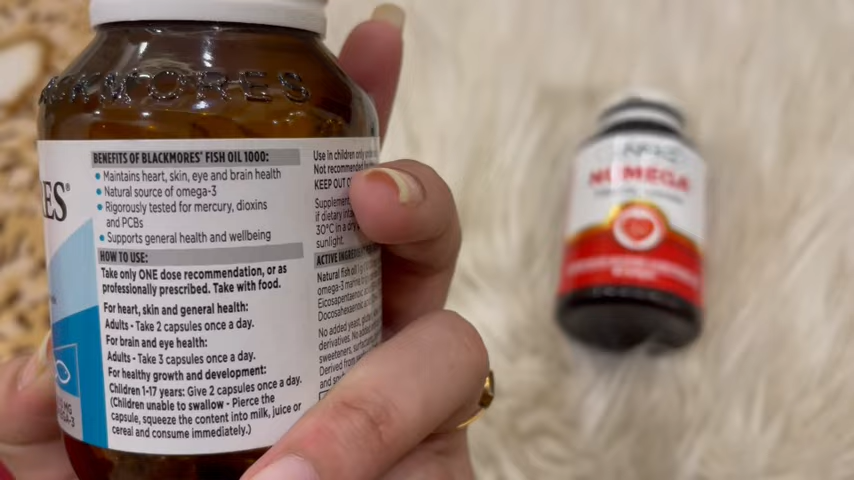 BLACKMORES
ES®
BENEFITS OF BLACKMORES' FISH OIL 1000:
• Maintains heart, skin, eye and brain health
• Natural source of omega-3
• Rigorously tested for mercury, dioxins
and PCBs
• Supports general health and wellbeing
HOW TO USE:
Take only ONE dose recommendation, or as
professionally prescribed. Take with food.
For heart, skin and general health:
Adults - Take 2 capsules once a day.
For brain and eye health:
Adults - Take 3 capsules once a day.
For healthy growth and development:
Children 1-17 years: Give 2 capsules once a day.
(Children unable to swallow - Pierce the
capsule, squeeze the content into milk, juice or
cereal and consume immediately.)
Use in children only
Not recommended
KEEP OUT
Supplement
if dietary
30°C in a dry
sunlight.
ACTIVE
Natural fish oil
omega-3 marine
Eicosapentaenoic
Docosahexaenoic
No added yeast,
derivatives. No added
sweeteners,
Derived from
and
NUMEGA